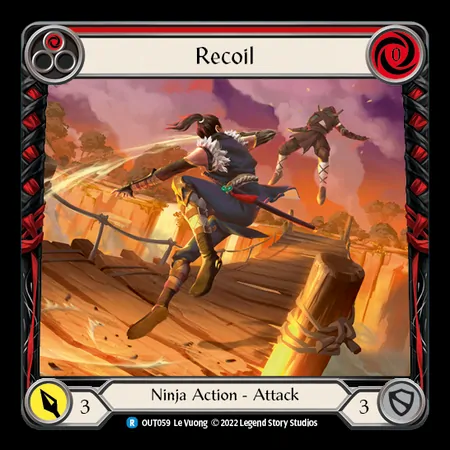 Recoil
0
Ninja Action - Attack
3
3
R OUT059 Le Vuong © 2022 Legend Story Studios